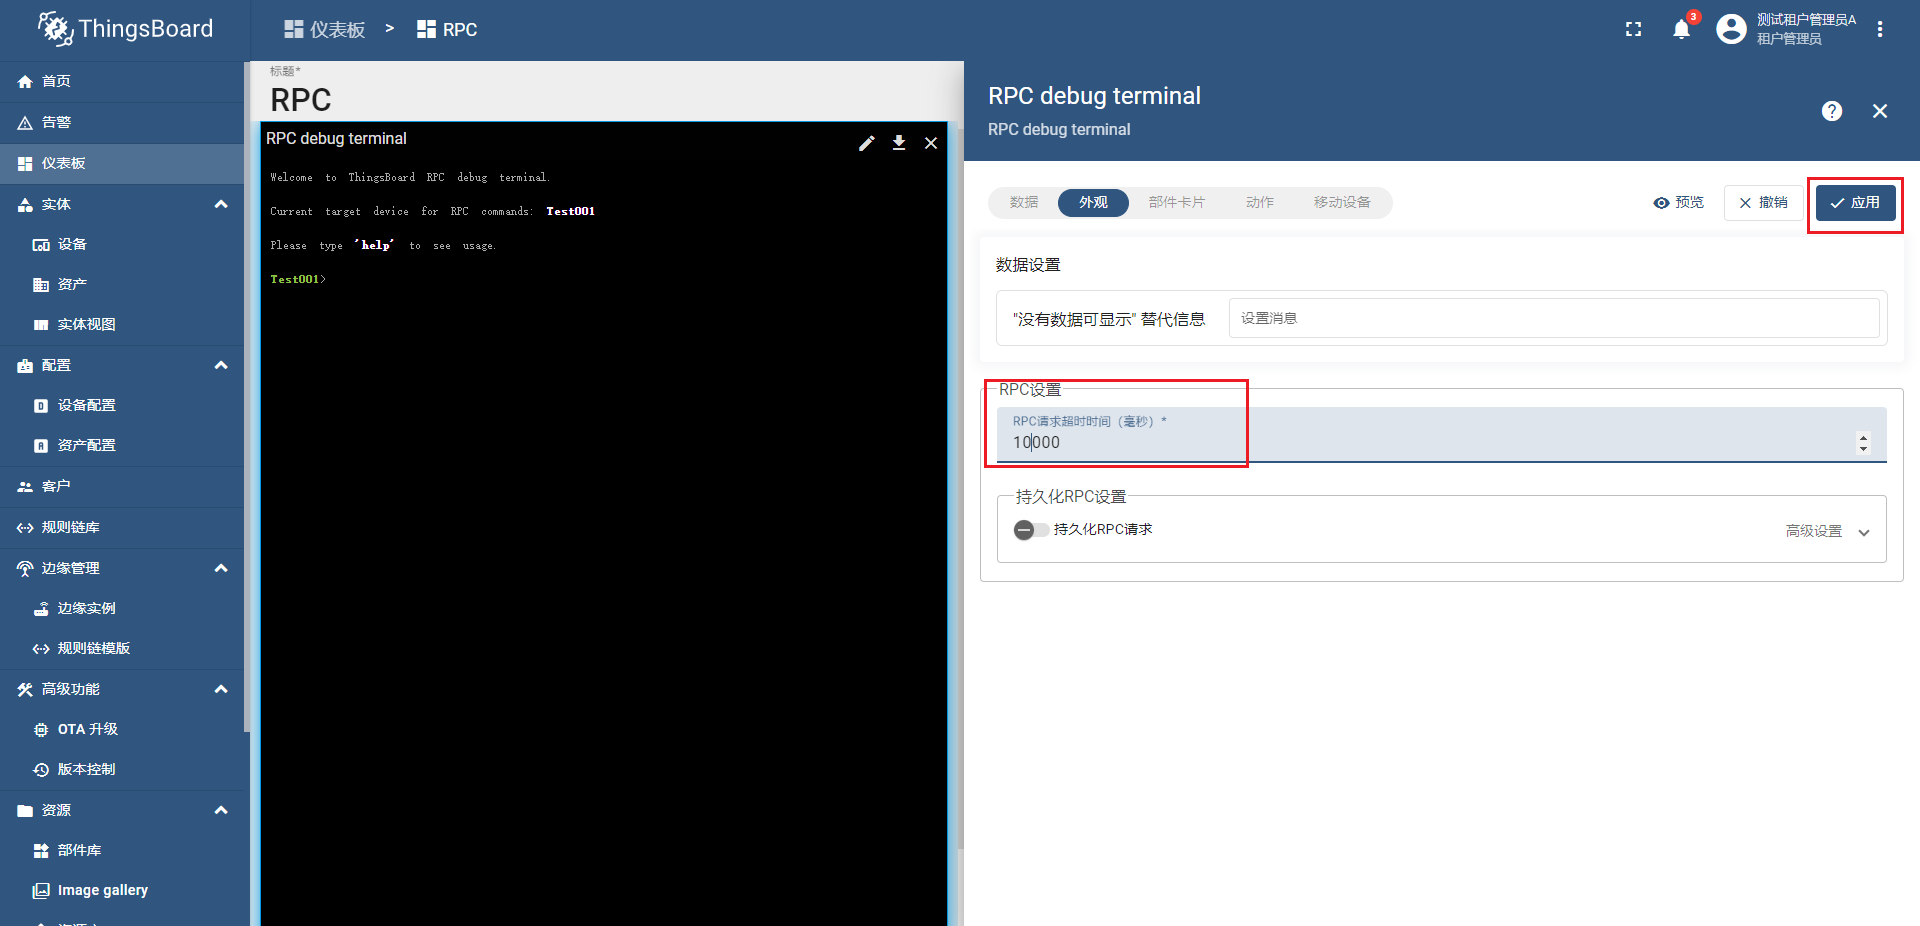 ThingsBoard
仪表板 > RPC
3
测试租户管理员A
租户管理员
首页
告警
仪表板
实体
设备
资产
实体视图
配置
设备配置
资产配置
客户
规则链库
边缘管理
边缘实例
规则链模版
高级功能
OTA 升级
版本控制
资源
部件库
Image gallery
标题*
RPC
RPC debug terminal
Welcome to ThingsBoard RPC debug terminal.
Current target device for RPC commands: Test001
Please type 'help' to see usage.
Test001>
RPC debug terminal
RPC debug terminal
数据 外观 部件卡片 动作 移动设备
预览 撤销 应用
数据设置
"没有数据可显示" 替代信息 设置消息
RPC设置
RPC请求超时时间（毫秒）*
10000
持久化RPC设置
持久化RPC请求 高级设置